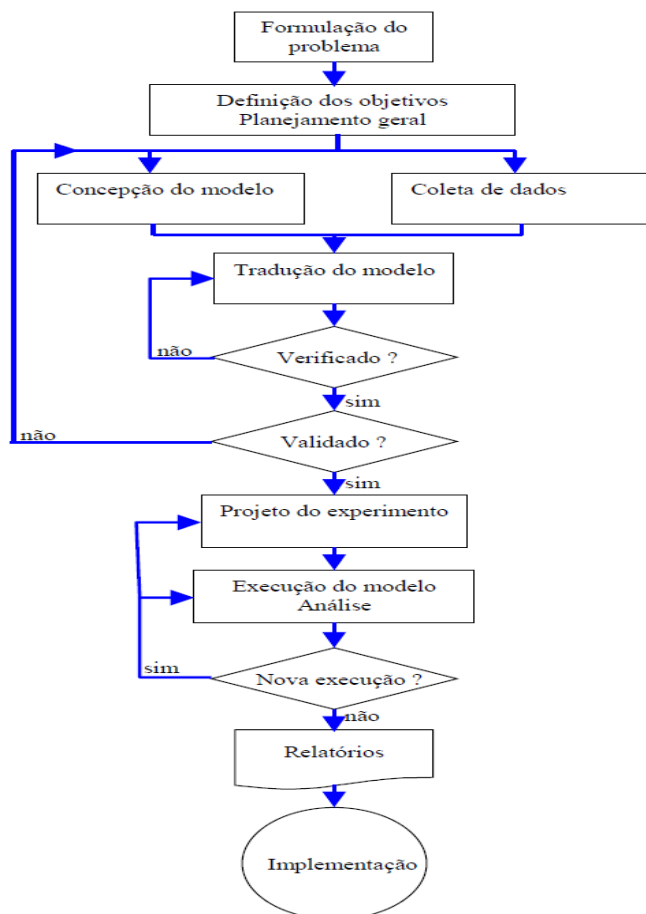 Formulação do
problema
Definição dos objetivos
Planejamento geral
Concepção do modelo
Coleta de dados
Tradução do modelo
não
Verificado ?
sim
não
Validado ?
sim
Projeto do experimento
Execução do modelo
Análise
sim
Nova execução ?
não
Relatórios
Implementação